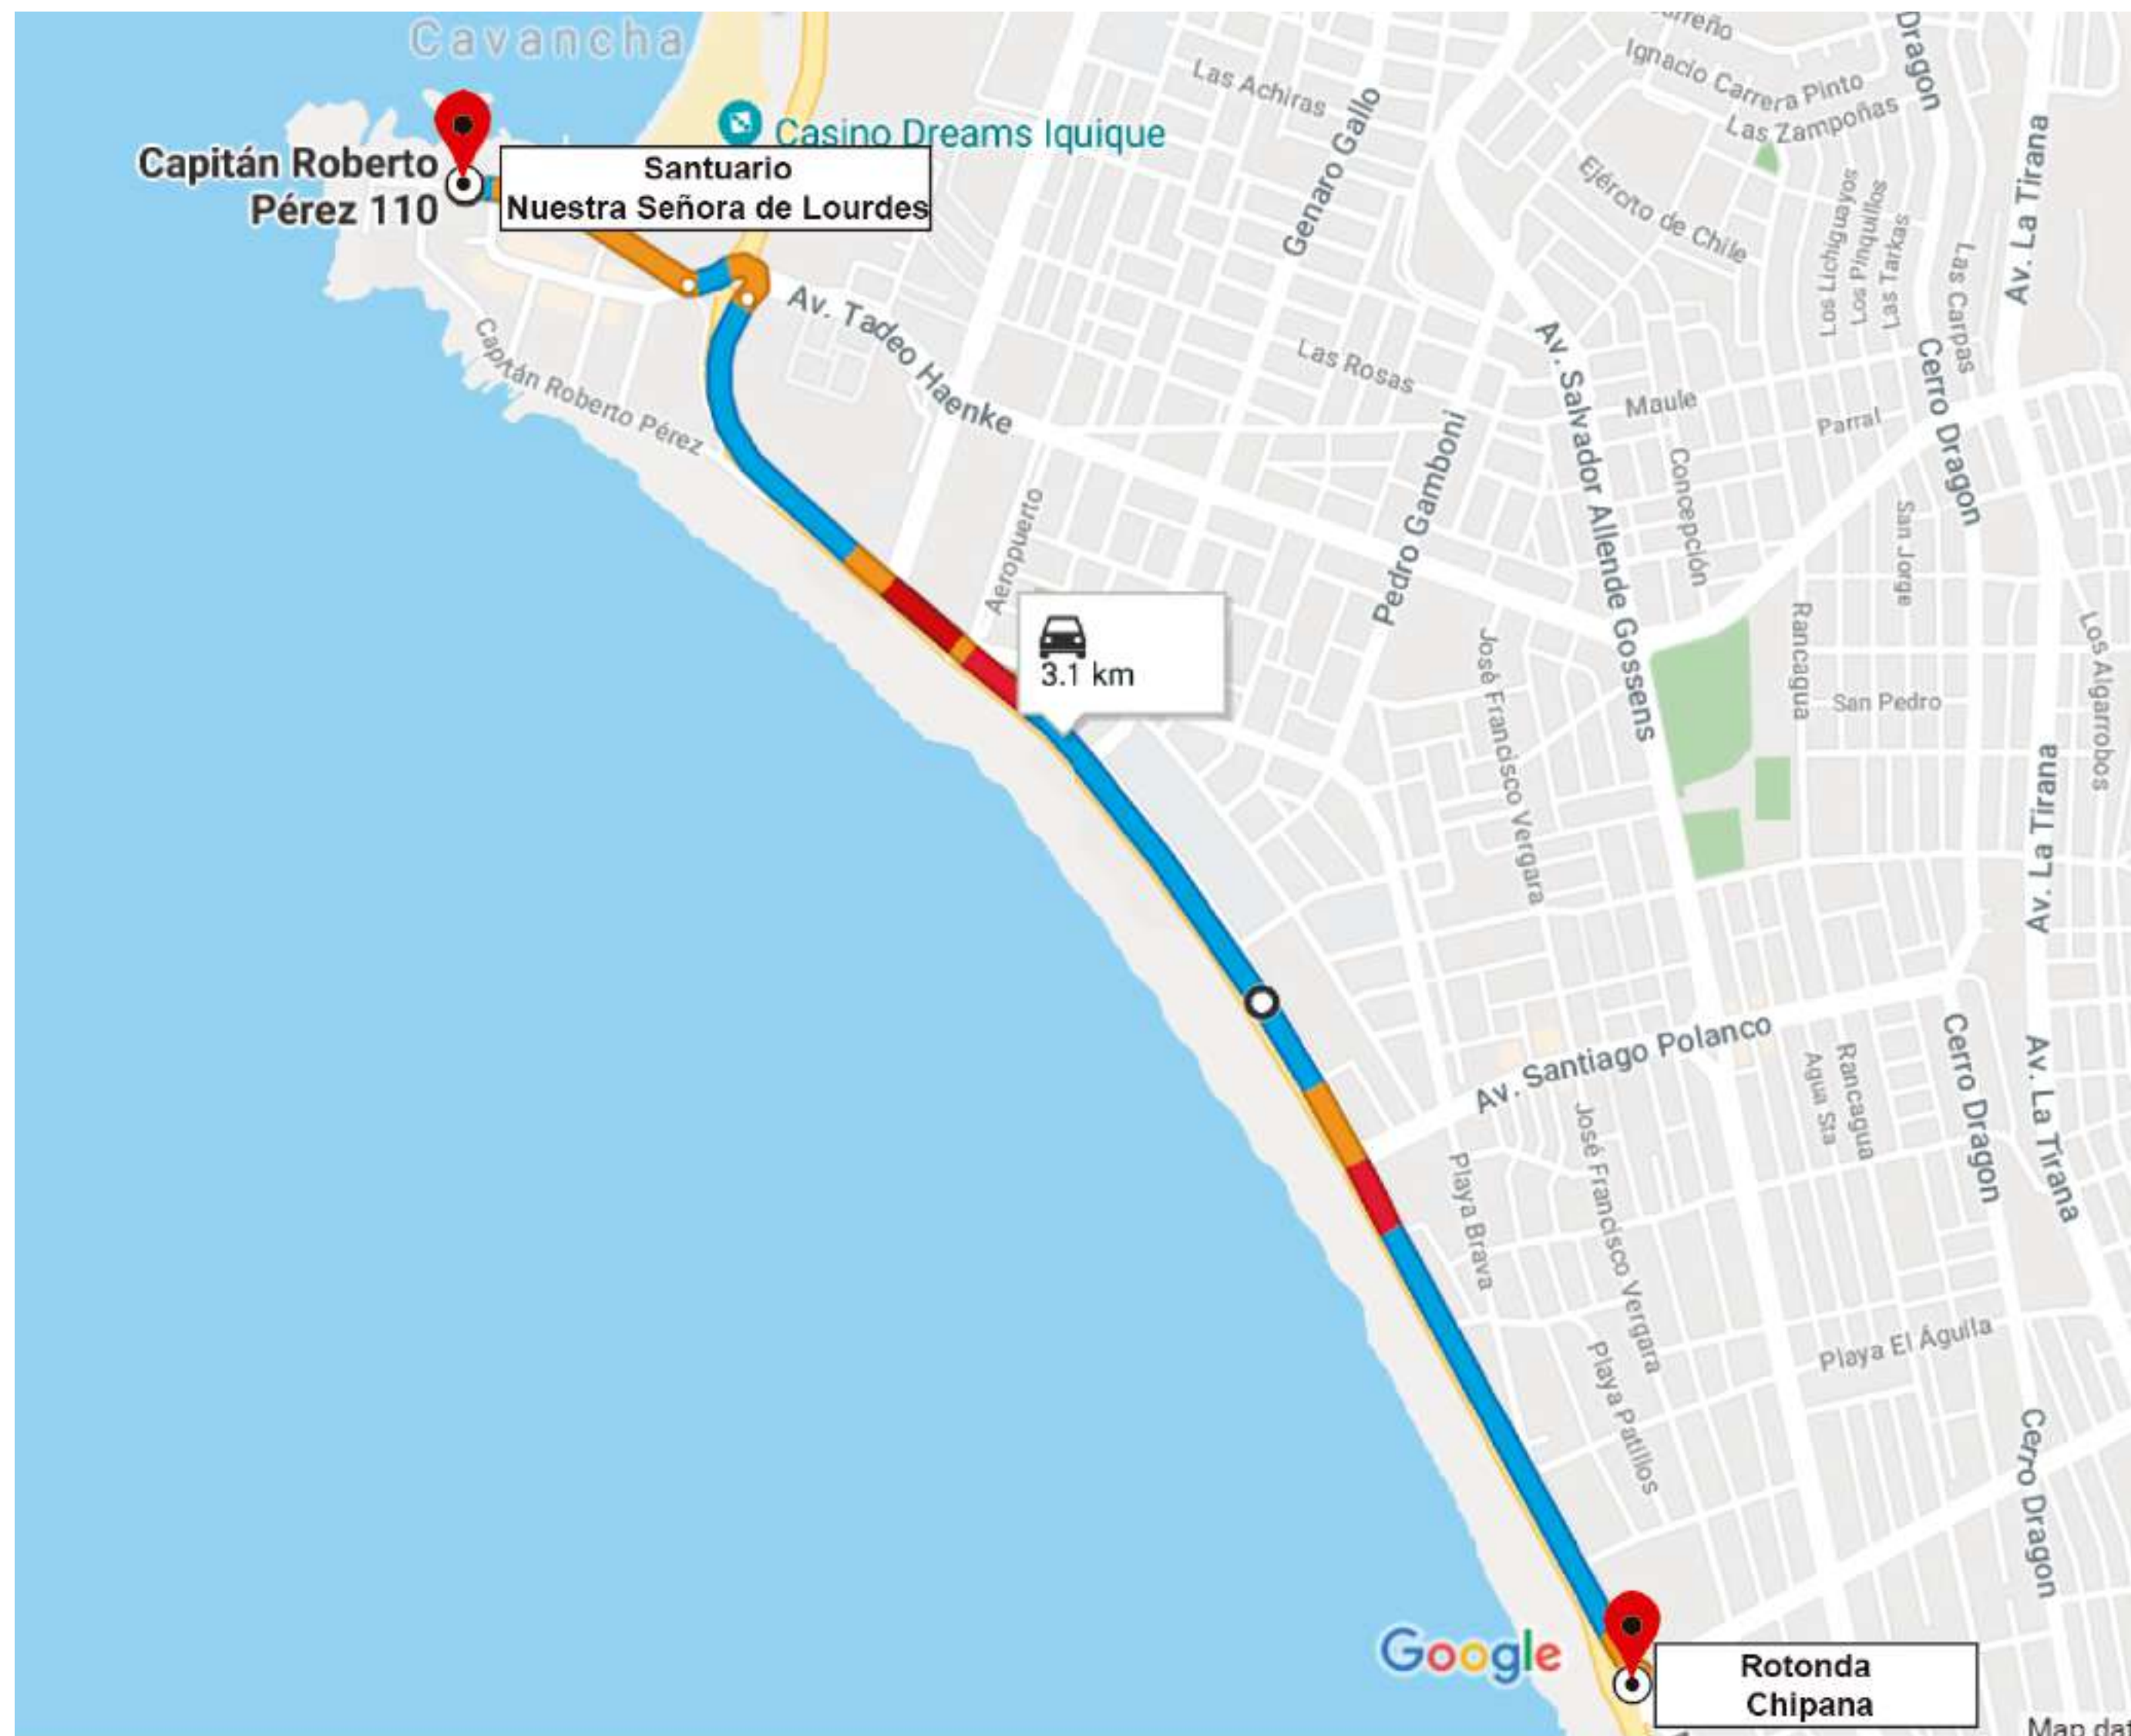 Cavancha
Dragon
Ignacio Carrera Pinto
Las Achiras
Las Zampoñas
Casino Dreams Iquique
Capitán Roberto
Pérez 110
Santuario
Nuestra Señora de Lourdes
Genaro Gallo
Ejército de Chile
Los Lichiguayos
Los Pinquillos
Las Tarkas
Las Carpas
Av. La Tirana
Av. Tadeo Haenke
Capitán Roberto Pérez
Las Rosas
Av. Salvador Allende Gossens
Maule
Parral
Cerro Dragon
Concepción
Pedro Gamboni
Aeropuerto
San Jorge
3.1 km
José Francisco Vergara
Rancagua
San Pedro
Los Algarrobos
Av. La Tirana
Av. Santiago Polanco
Rancagua
Agua Sta
Cerro Dragon
Av. La Tirana
Playa Brava
José Francisco Vergara
Playa El Águila
Playa Patillos
Cerro Dragon
Google
Rotonda
Chipana
Map dat